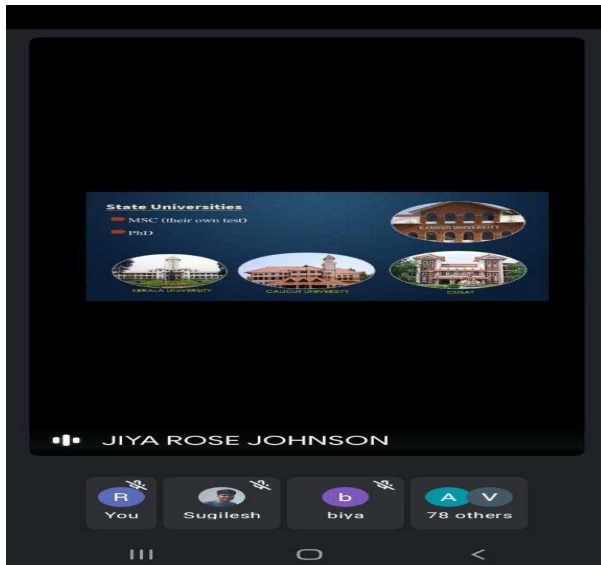 State Universities
MSC (their own test)
PhD
KANNUR UNIVERSITY
KERALA UNIVERSITY
CALICUT UNIVERSITY
CUSAT
JIYA ROSE JOHNSON
R
b
A V
You
Sugilesh
biya
78 others